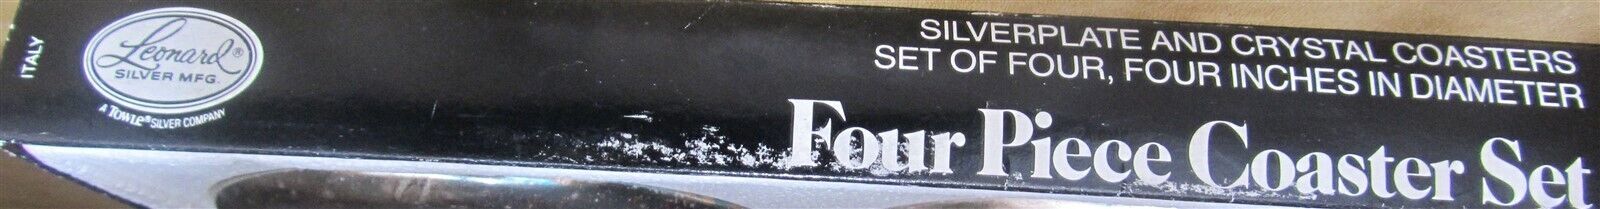 ITALY
Leonard®
SILVER MFG.
A TOWLE® SILVER COMPANY
SILVERPLATE AND CRYSTAL COASTERS
SET OF FOUR, FOUR INCHES IN DIAMETER
Four Piece Coaster Set